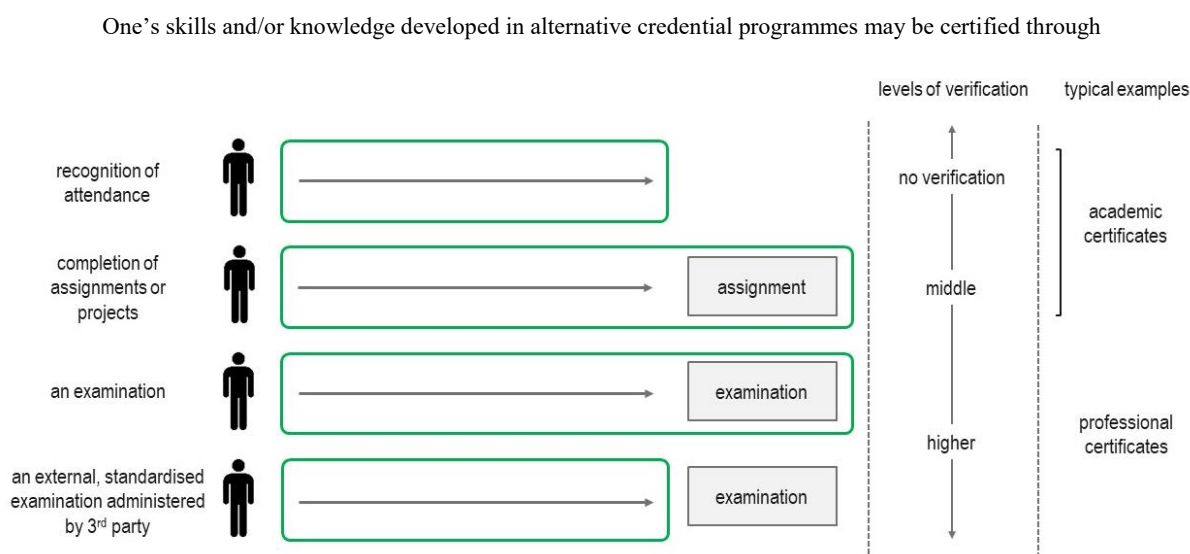 One’s skills and/or knowledge developed in alternative credential programmes may be certified through
levels of verification
typical examples
recognition of
attendance
no verification
academic
certificates
completion of
assignments or
projects
assignment
middle
an examination
examination
higher
professional
certificates
an external, standardised
examination administered
by 3rd party
examination